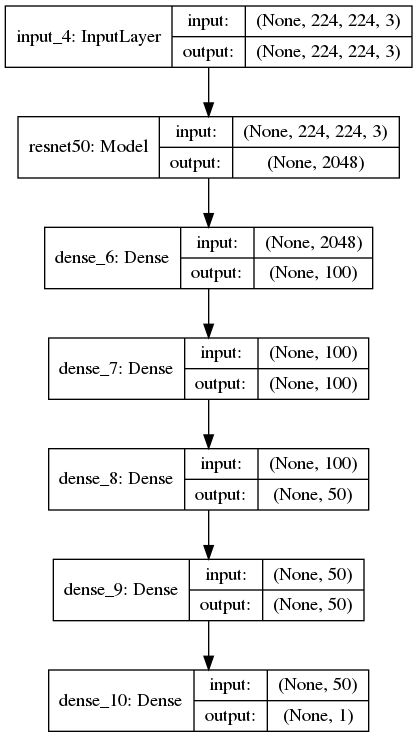 input_4: InputLayer
input: (None, 224, 224, 3)
output: (None, 224, 224, 3)
resnet50: Model
input: (None, 224, 224, 3)
output: (None, 2048)
dense_6: Dense
input: (None, 2048)
output: (None, 100)
dense_7: Dense
input: (None, 100)
output: (None, 100)
dense_8: Dense
input: (None, 100)
output: (None, 50)
dense_9: Dense
input: (None, 50)
output: (None, 50)
dense_10: Dense
input: (None, 50)
output: (None, 1)